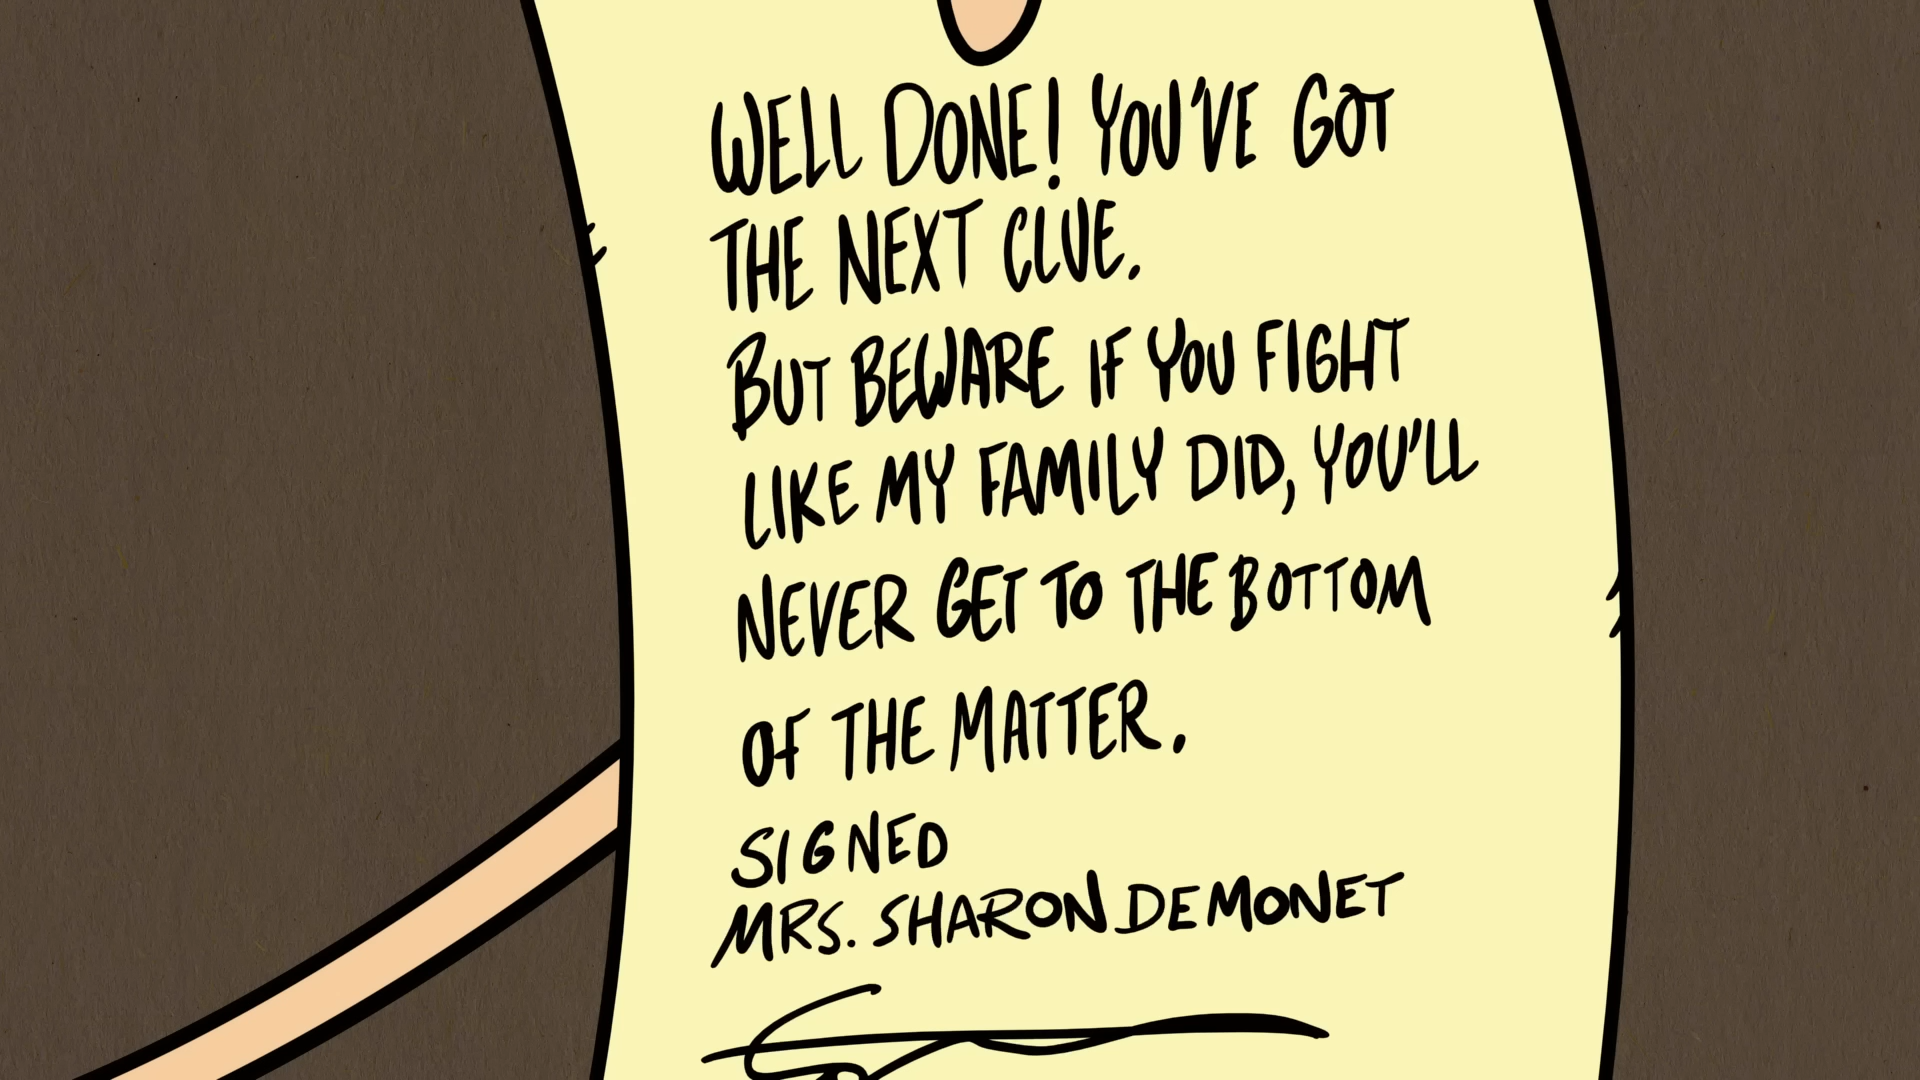 WELL DONE! YOU'VE GOT
THE NEXT CLUE.
BUT BEWARE IF YOU FIGHT
LIKE MY FAMILY DID, YOU'LL
NEVER GET TO THE BOTTOM
OF THE MATTER.
SIGNED
MRS. SHARON DEMONET